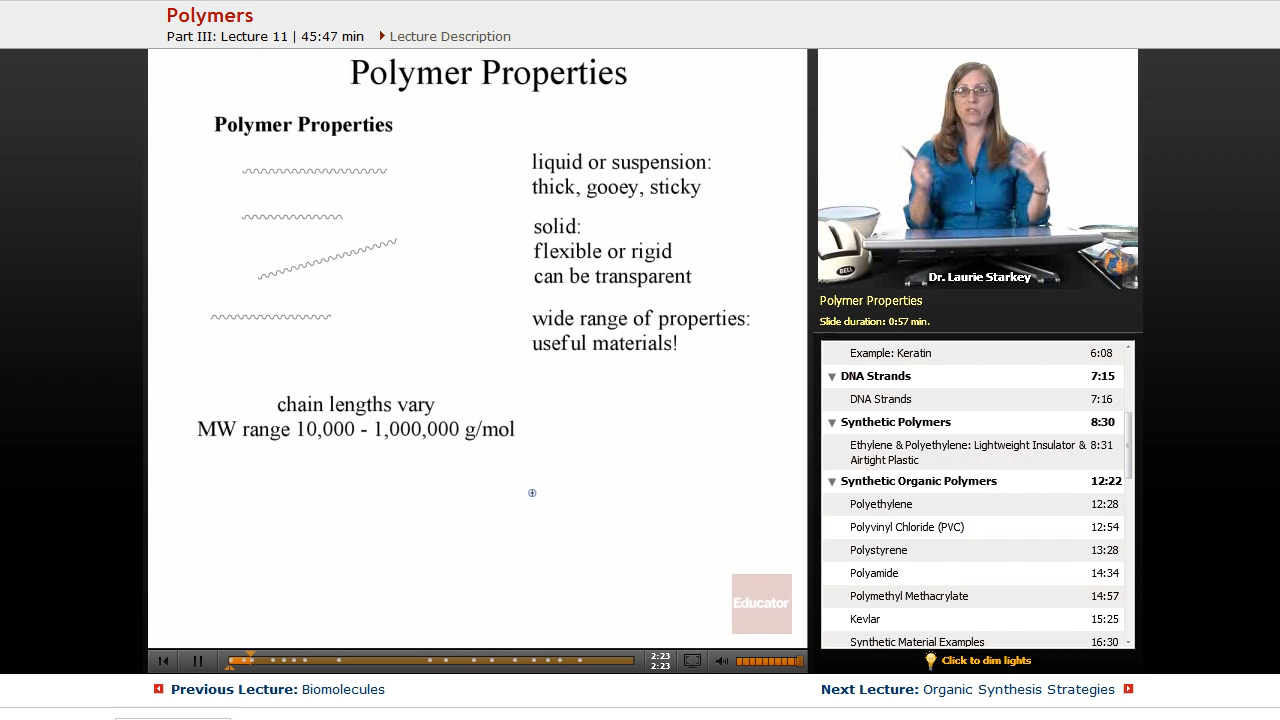 Polymers
Part III: Lecture 11 | 45:47 min
Lecture Description
Polymer Properties
Polymer Properties
liquid or suspension:
thick, gooey, sticky
solid:
flexible or rigid
can be transparent
wide range of properties:
useful materials!
chain lengths vary
MW range 10,000 - 1,000,000 g/mol
Educator
BELL
Dr. Laurie Starkey
Polymer Properties
Slide duration: 0:57 min.
Example: Keratin 6:08
DNA Strands 7:15
DNA Strands 7:16
Synthetic Polymers 8:30
Ethylene & Polyethylene: Lightweight Insulator & 8:31
Airtight Plastic
Synthetic Organic Polymers 12:22
Polyethylene 12:28
Polyvinyl Chloride (PVC) 12:54
Polystyrene 13:28
Polyamide 14:34
Polymethyl Methacrylate 14:57
Kevlar 15:25
Synthetic Material Examples 16:30
2:23
2:23
Click to dim lights
Previous Lecture: Biomolecules
Next Lecture: Organic Synthesis Strategies